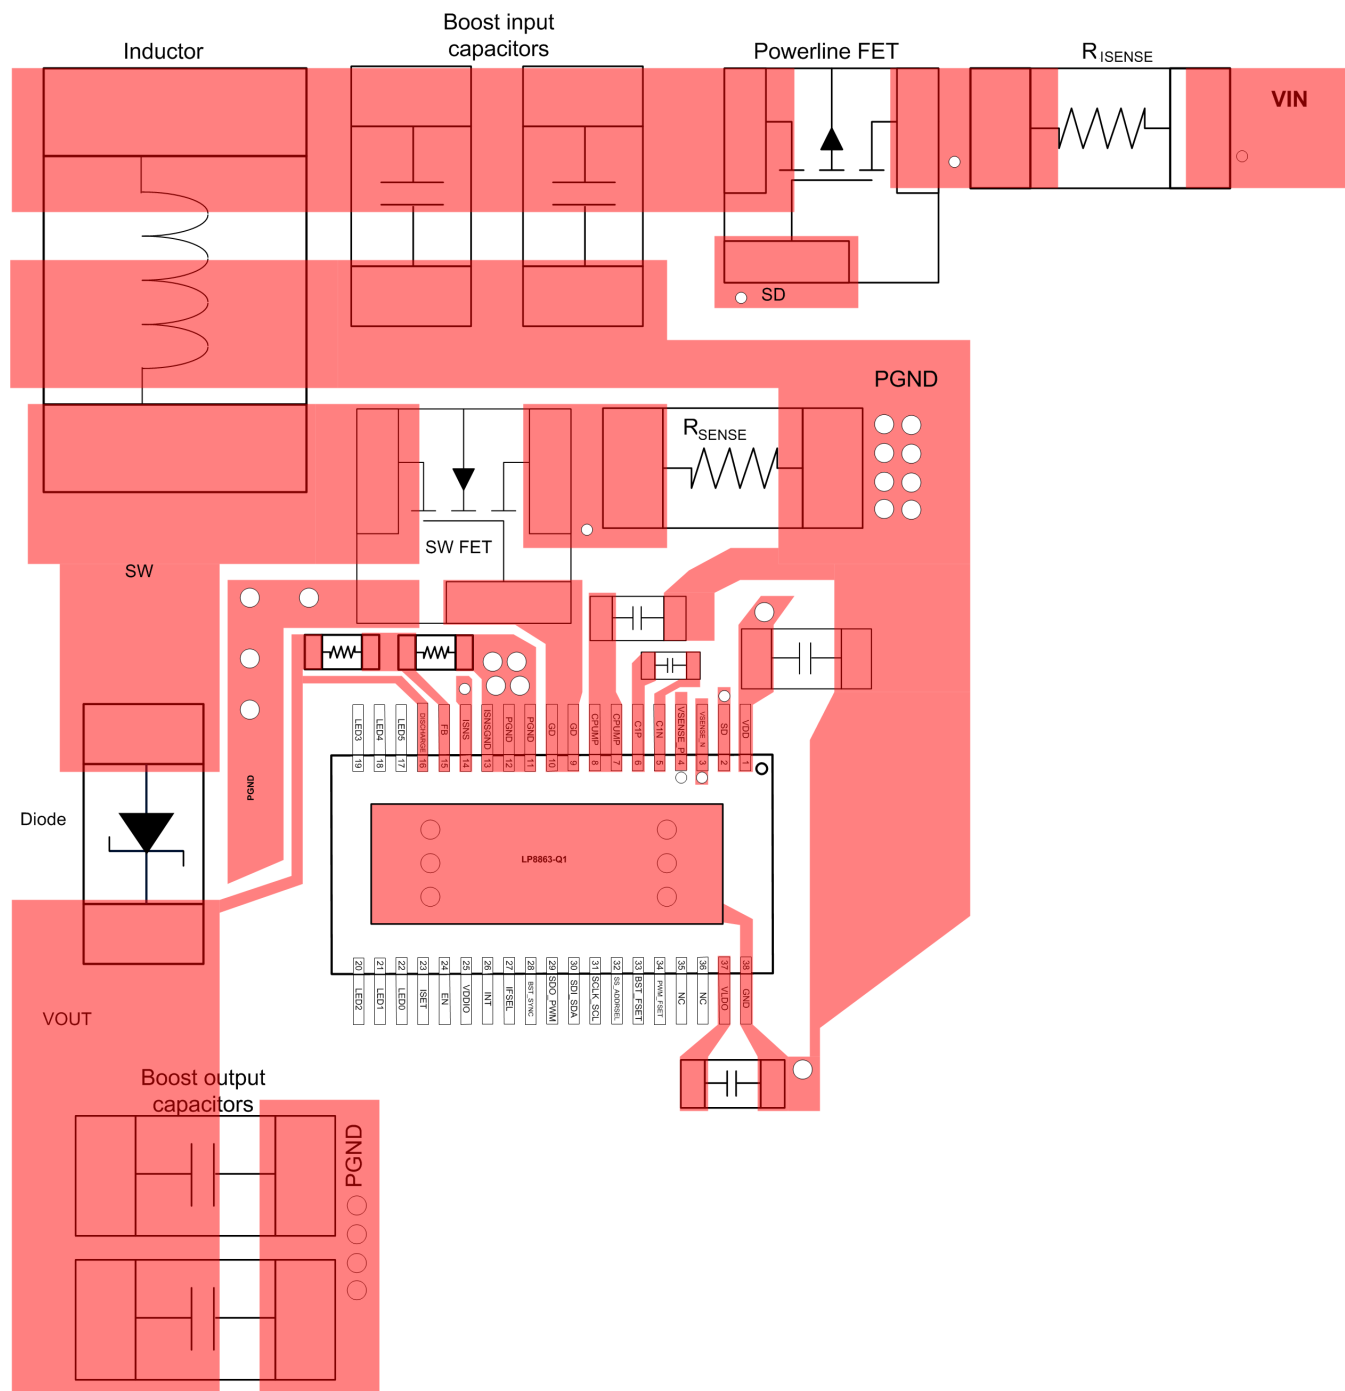 Boost input
capacitors
Inductor
Powerline FET
RISENSE
VIN
SD
PGND
RSENSE
SW FET
SW
PGND
Diode
LED3
LED4
LED5
DISCHARGE
FB
ISNS
ISNSGND
PGND
PGND
GD
GD
CPUMP
CPUMP
C1P
C1N
VSENSE_P
VSENSE_N
SD
VDD
19
18
17
16
15
14
13
12
11
10
9
8
7
6
5
4
3
2
1
LP8863-Q1
20
21
22
23
24
25
26
27
28
29
30
31
32
33
34
35
36
37
38
LED2
LED1
LED0
ISET
EN
VDDIO
INT
IFSEL
BST_SYNC
SDO_PWM
SDI_SDA
SCLK_SCL
SS_ADDRSEL
BST_FSET
PWM_FSET
NC
NC
VLDO
GND
VOUT
Boost output
capacitors
PGND